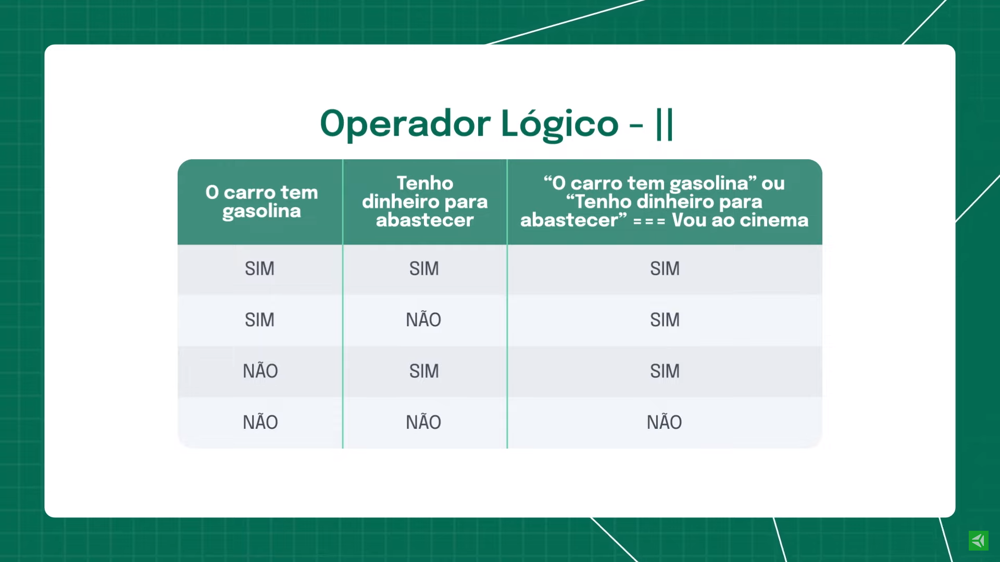 Operador Lógico - ||
O carro tem
gasolina
Tenho
dinheiro para
abastecer
“O carro tem gasolina” ou
“Tenho dinheiro para
abastecer” === Vou ao cinema
SIM SIM SIM
SIM NÃO SIM
NÃO SIM SIM
NÃO NÃO NÃO